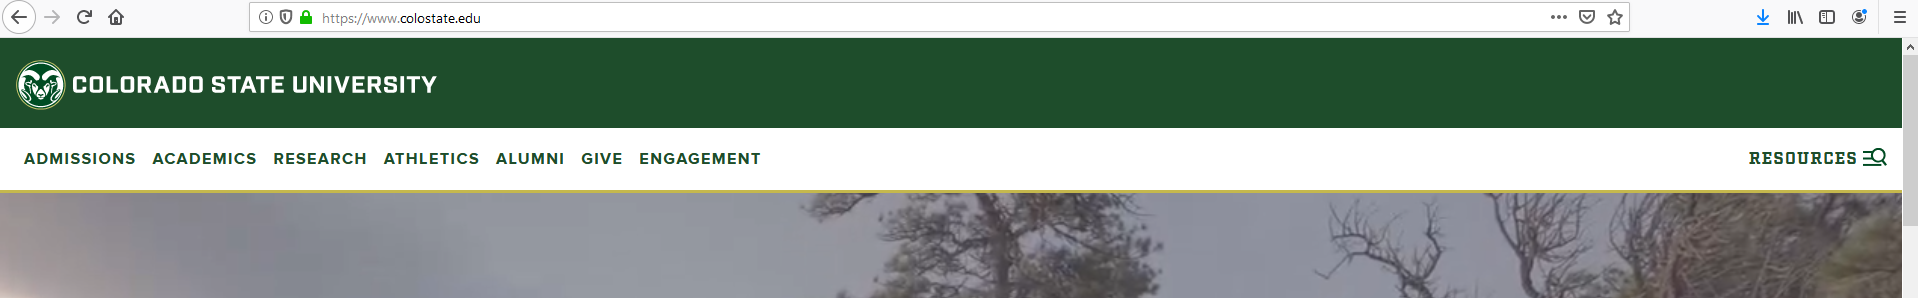 https://www.colostate.edu
COLORADO STATE UNIVERSITY
ADMISSIONS ACADEMICS RESEARCH ATHLETICS ALUMNI GIVE ENGAGEMENT RESOURCES